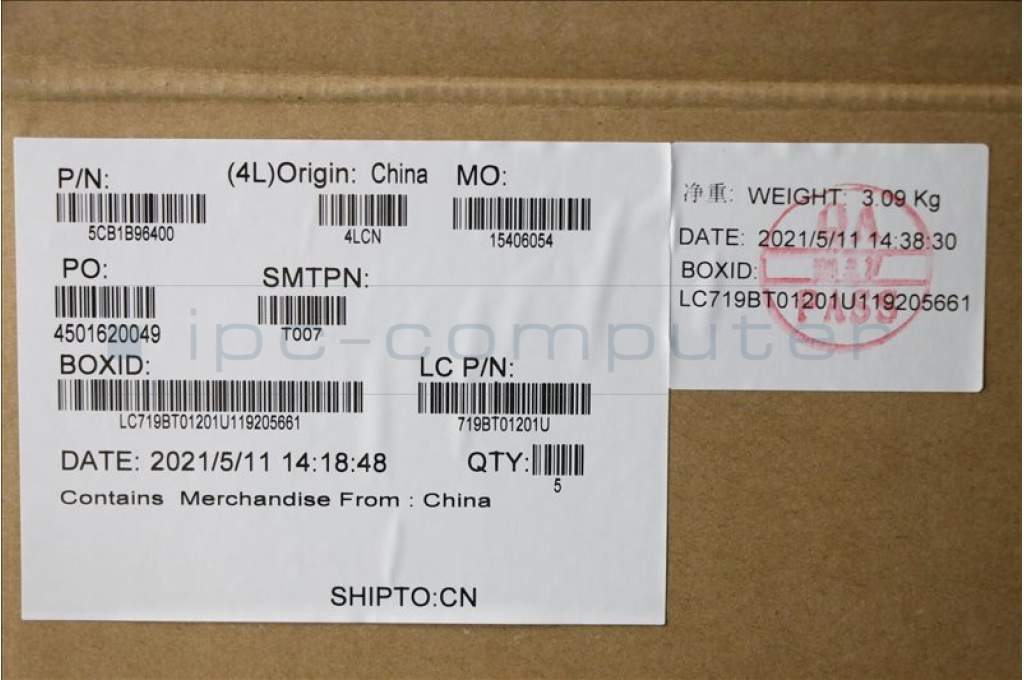 P/N: (4L)Origin: China MO:
5CB1B96400 4LCN 15406054
PO: SMTPN:
4501620049 T007
BOXID: LC P/N:
LC719BT01201U119205661 719BT01201U
DATE: 2021/5/11 14:18:48 QTY:
5
Contains Merchandise From : China
SHIPTO:CN
净重: WEIGHT: 3.09 Kg
DATE: 2021/5/11 14:38:30
BOXID:
LC719BT01201U119205661
QA
PASS
ipc-computer